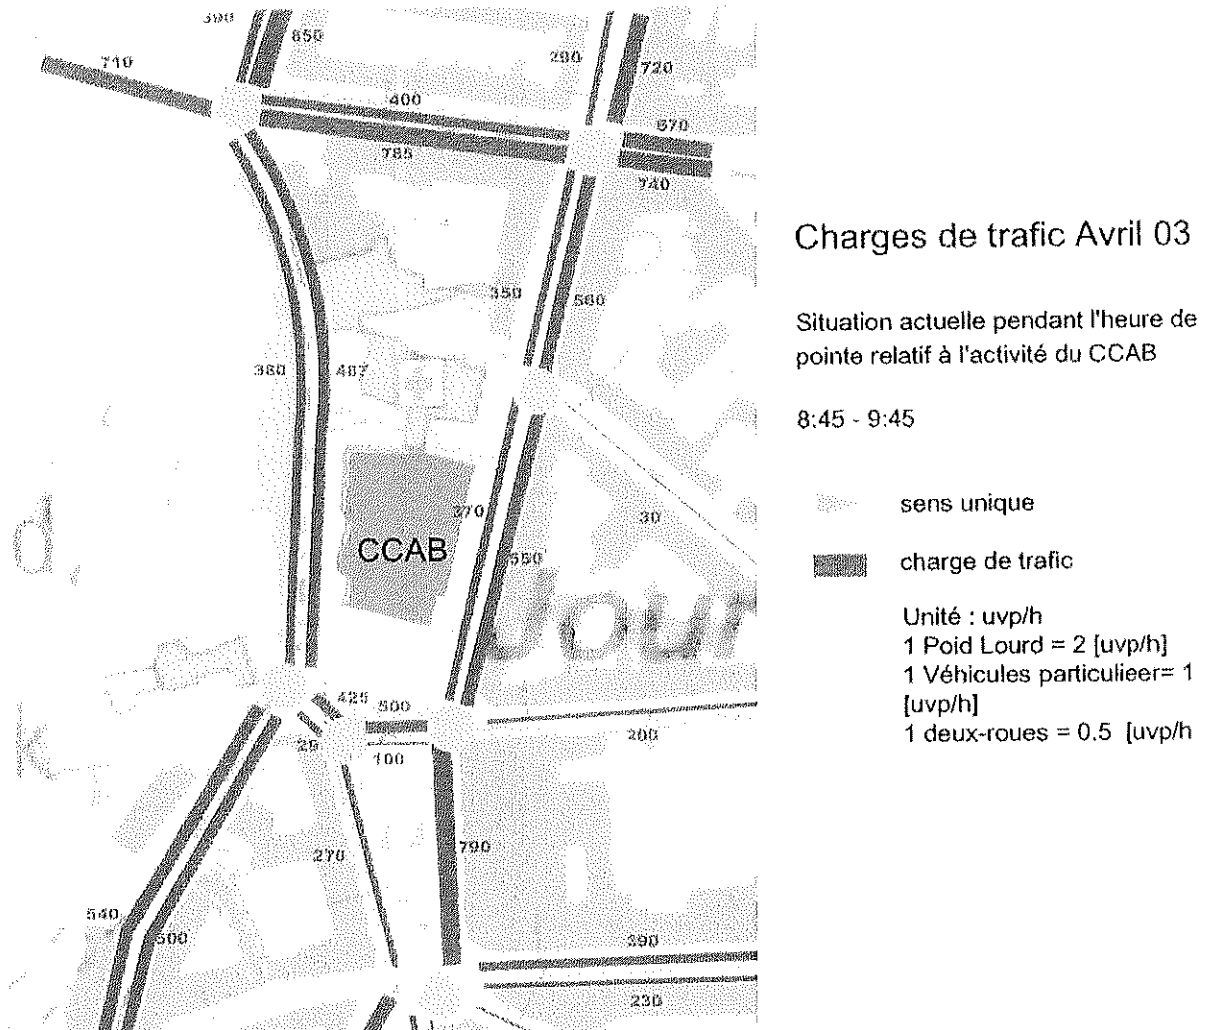 390
850
290
710
720
400
670
785
740
Charges de trafic Avril 03
350
560
Situation actuelle pendant l'heure de
pointe relatif à l'activité du CCAB
380
487
8:45 - 9:45
sens unique
370
30
CCAB
550
charge de trafic
Jour
d,
Unité : uvp/h
1 Poid Lourd = 2 [uvp/h]
1 Véhicules particulieer= 1
[uvp/h]
1 deux-roues = 0.5 [uvp/h
425
500
200
k
100
270
790
540
500
390
230